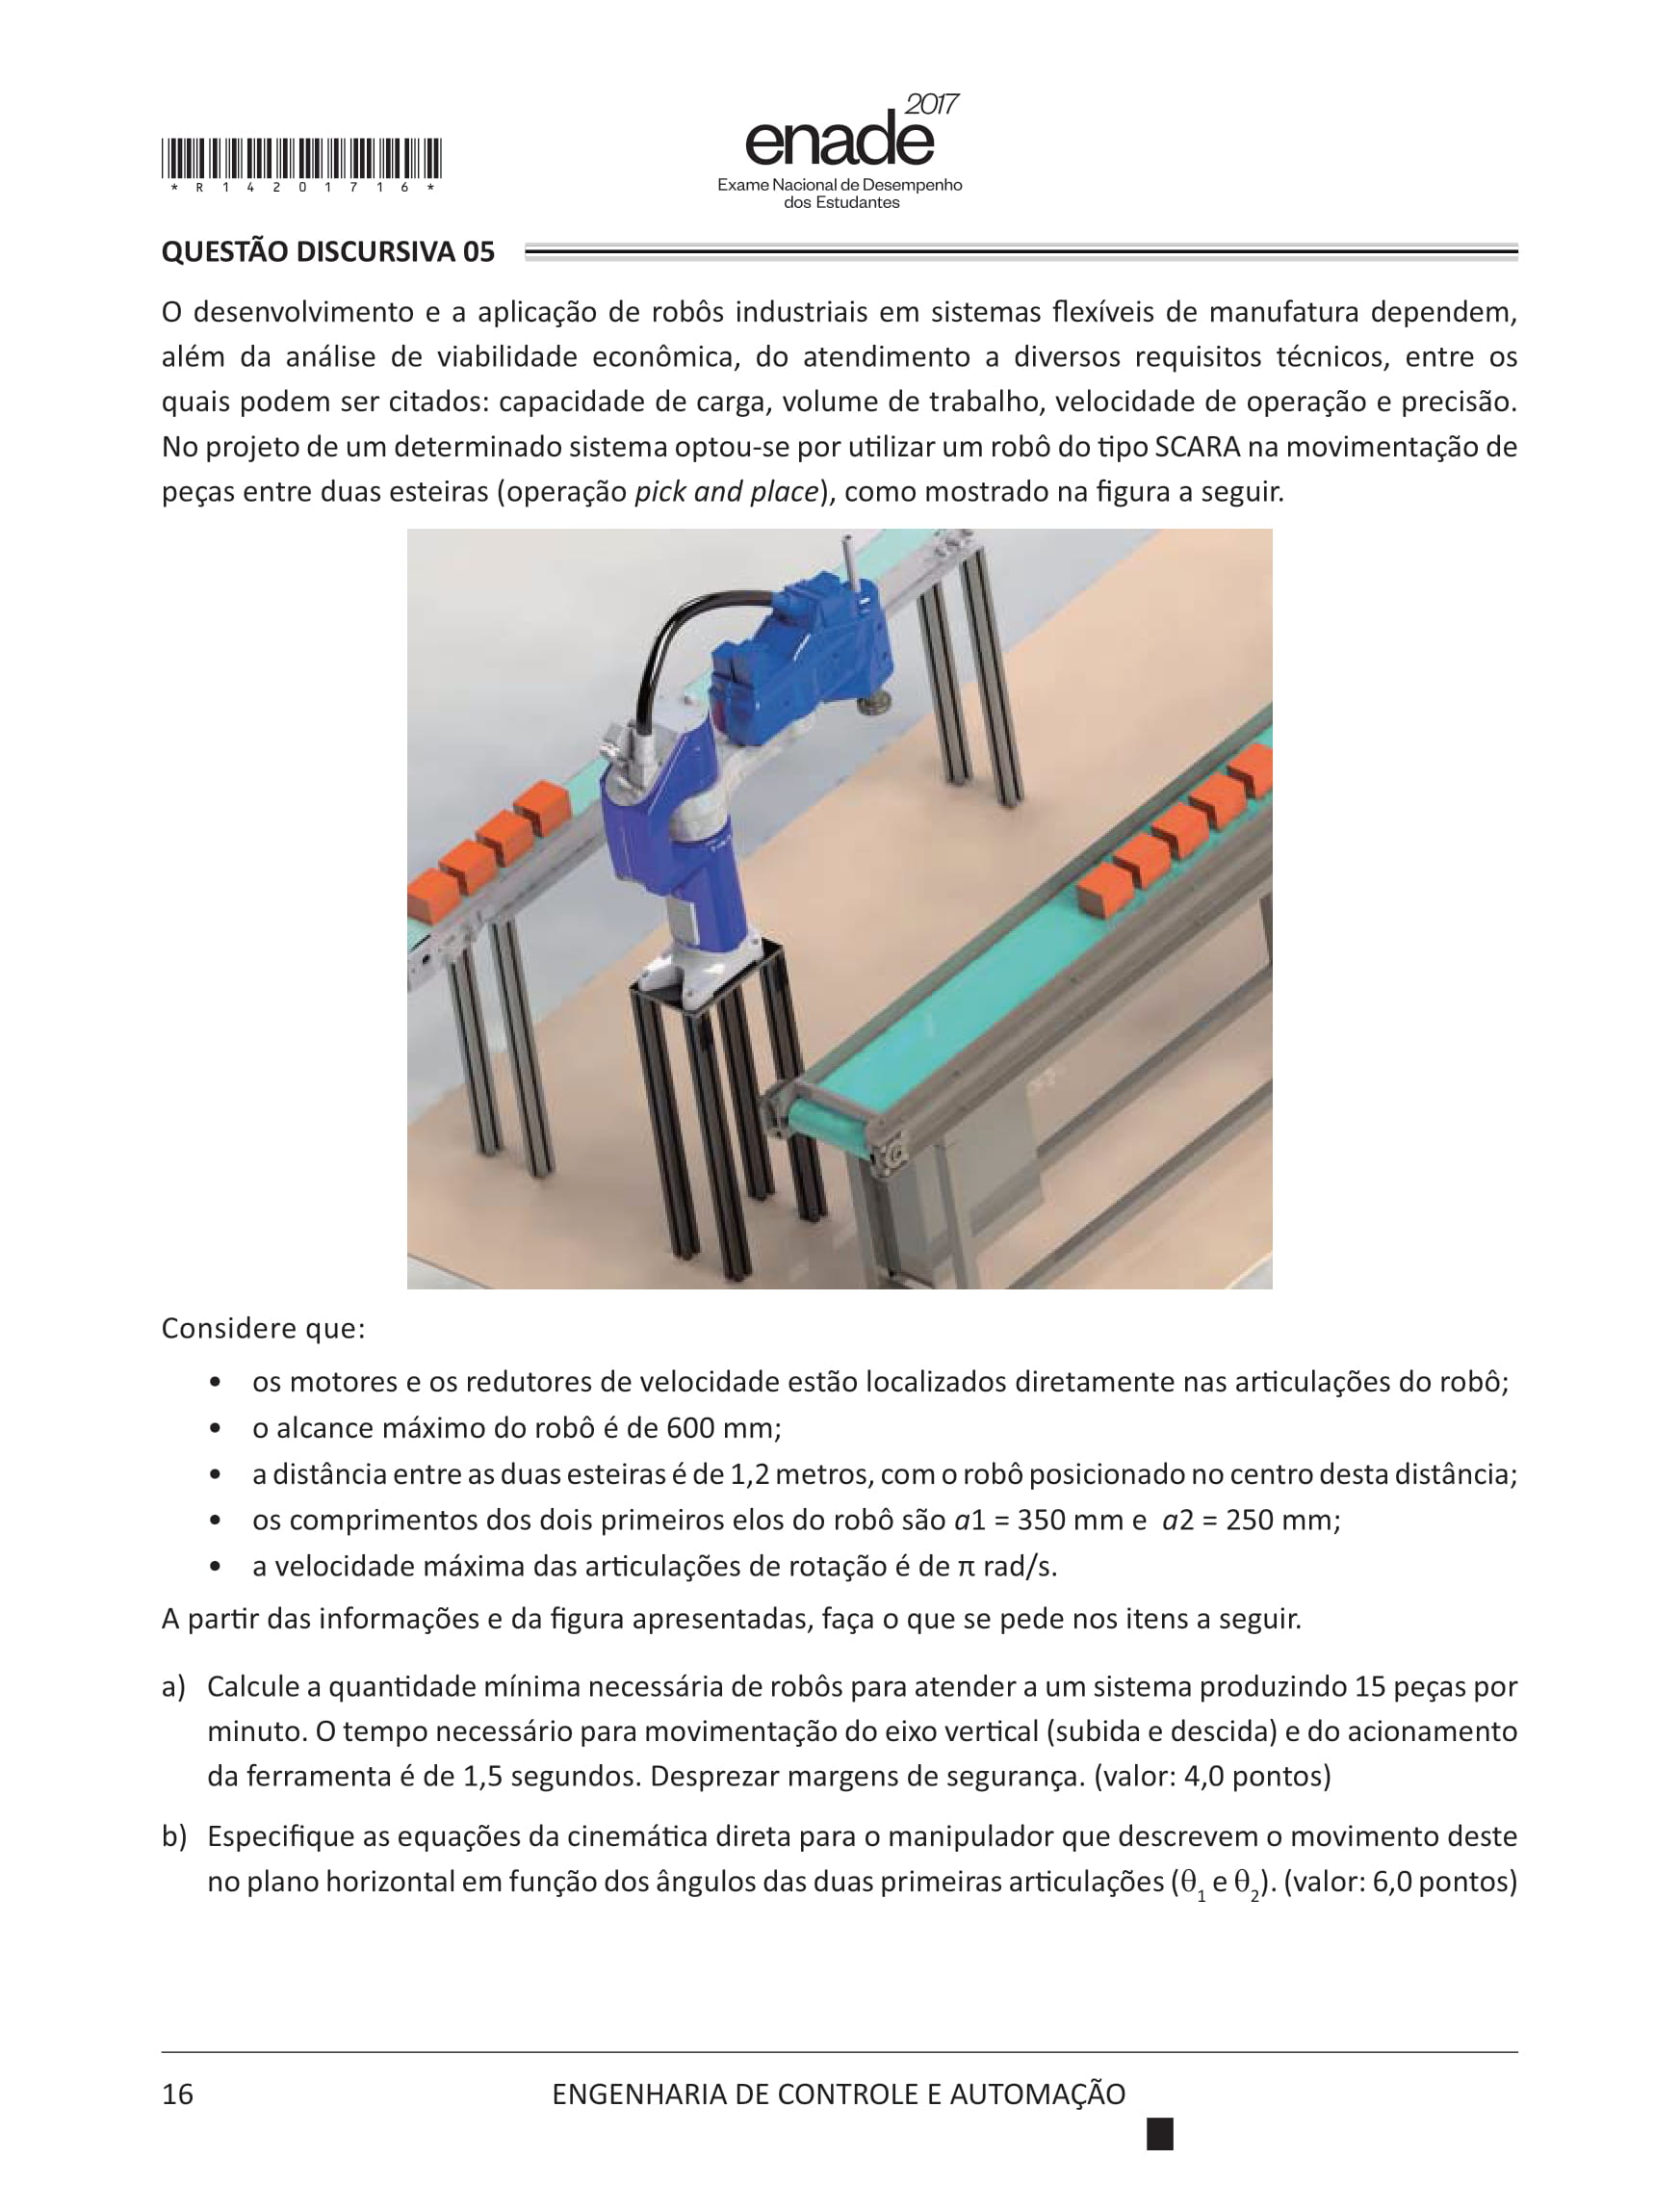 2017
enade
Exame Nacional de Desempenho
dos Estudantes
* R 1 4 2 0 1 7 1 6 *
QUESTÃO DISCURSIVA 05
O desenvolvimento e a aplicação de robôs industriais em sistemas flexíveis de manufatura dependem,
além da análise de viabilidade econômica, do atendimento a diversos requisitos técnicos, entre os
quais podem ser citados: capacidade de carga, volume de trabalho, velocidade de operação e precisão.
No projeto de um determinado sistema optou-se por utilizar um robô do tipo SCARA na movimentação de
peças entre duas esteiras (operação pick and place), como mostrado na figura a seguir.
Considere que:
• os motores e os redutores de velocidade estão localizados diretamente nas articulações do robô;
• o alcance máximo do robô é de 600 mm;
• a distância entre as duas esteiras é de 1,2 metros, com o robô posicionado no centro desta distância;
• os comprimentos dos dois primeiros elos do robô são a1 = 350 mm e a2 = 250 mm;
• a velocidade máxima das articulações de rotação é de π rad/s.
A partir das informações e da figura apresentadas, faça o que se pede nos itens a seguir.
a) Calcule a quantidade mínima necessária de robôs para atender a um sistema produzindo 15 peças por
minuto. O tempo necessário para movimentação do eixo vertical (subida e descida) e do acionamento
da ferramenta é de 1,5 segundos. Desprezar margens de segurança. (valor: 4,0 pontos)
b) Especifique as equações da cinemática direta para o manipulador que descrevem o movimento deste
no plano horizontal em função dos ângulos das duas primeiras articulações (θ1 e θ2). (valor: 6,0 pontos)
16
ENGENHARIA DE CONTROLE E AUTOMAÇÃO